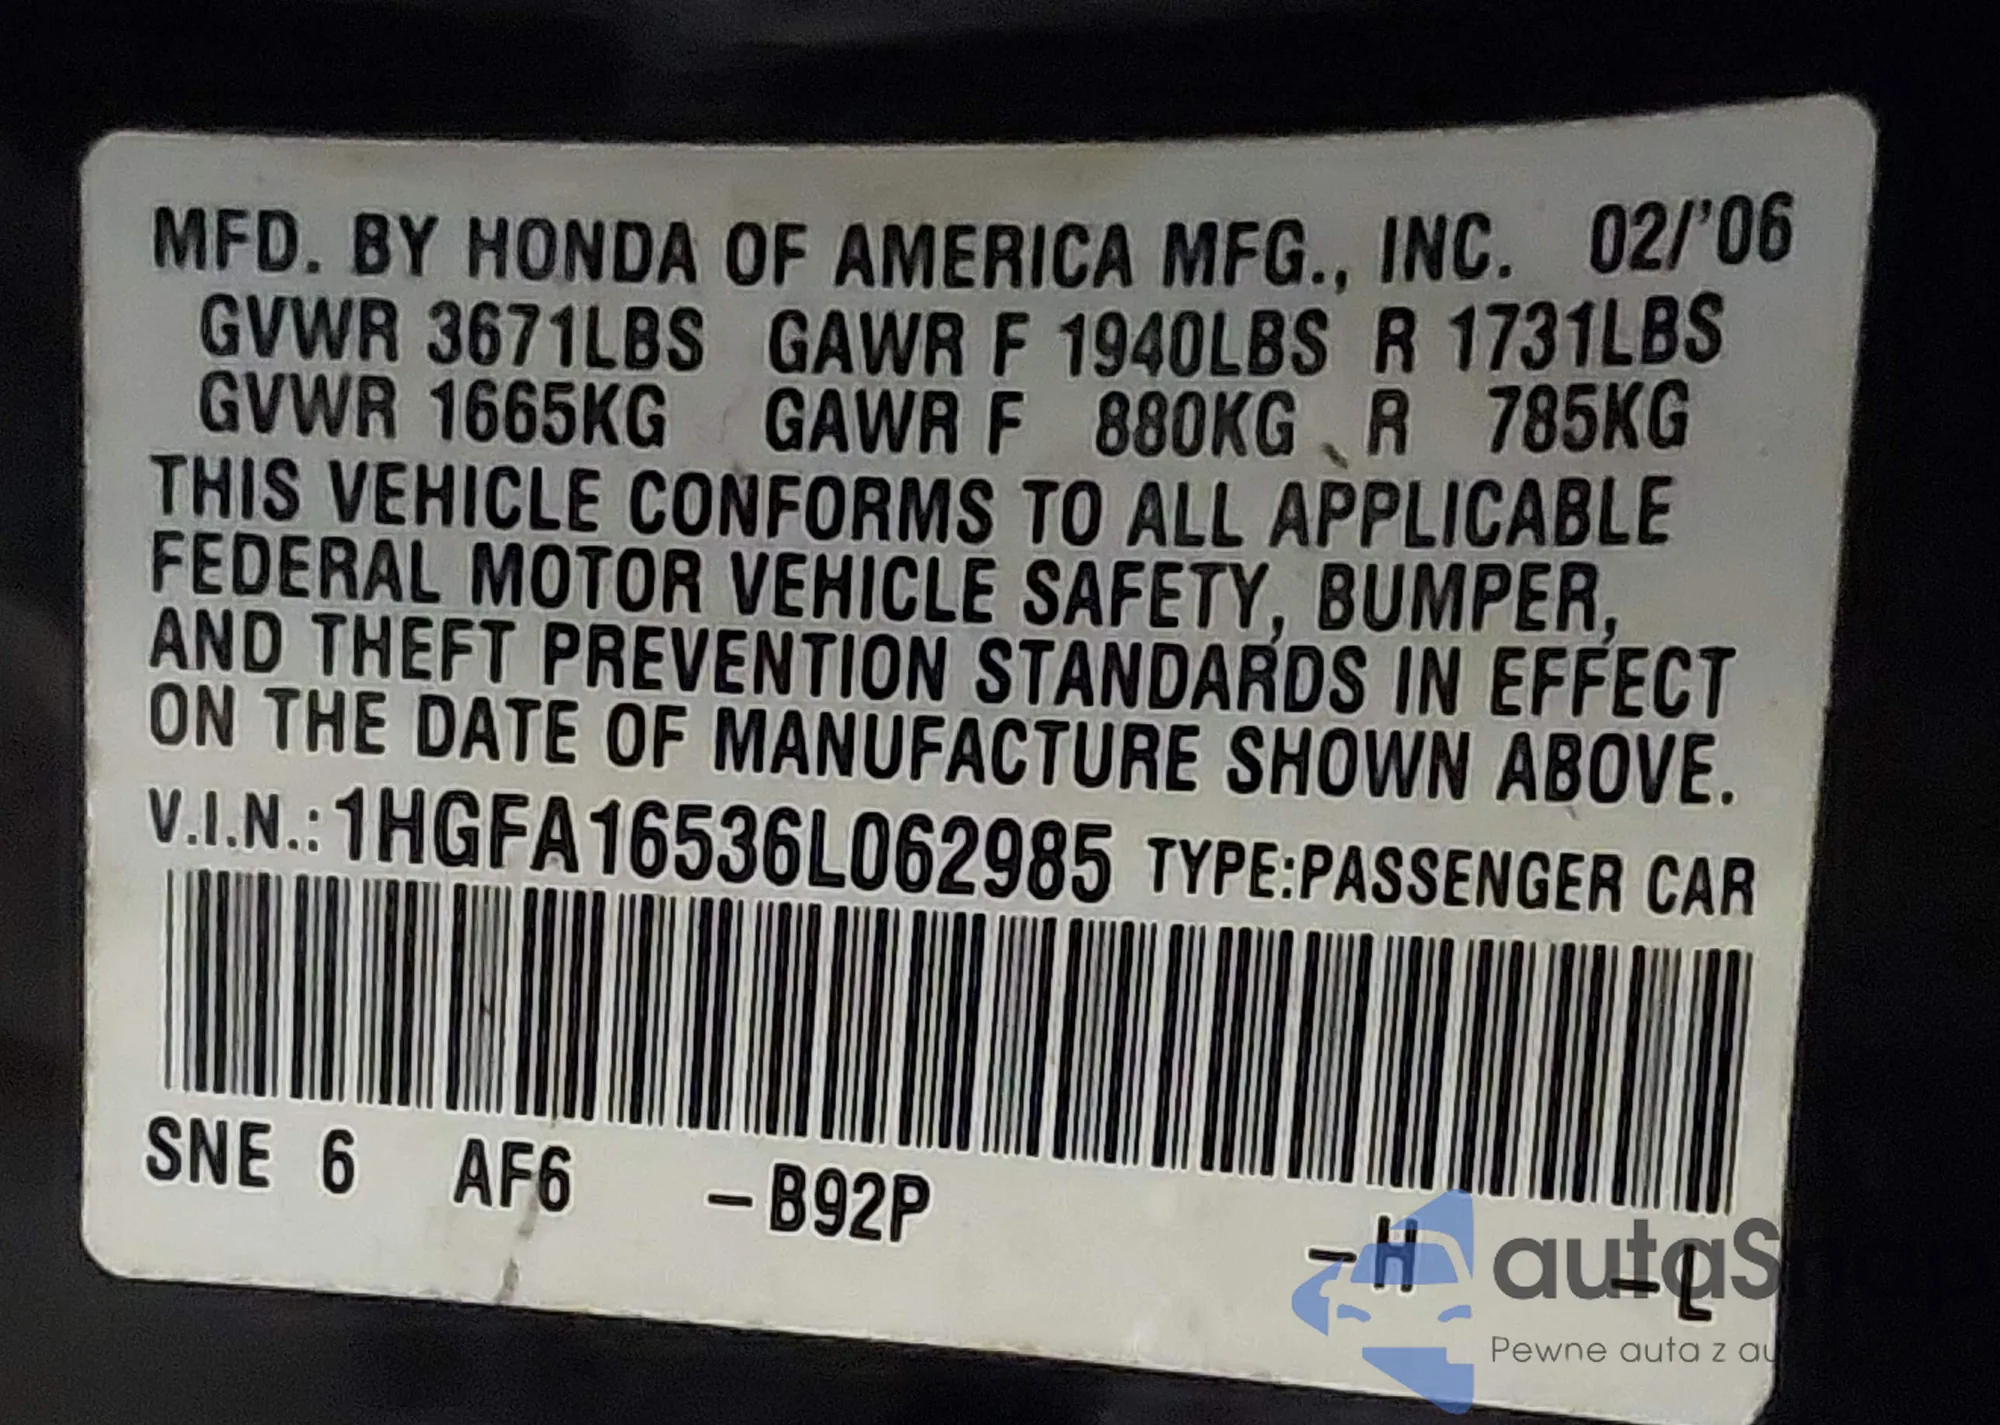 MFD. BY HONDA OF AMERICA MFG., INC. 02/'06
GVWR 3671LBS GAWR F 1940LBS R 1731LBS
GVWR 1665KG GAWR F 880KG R 785KG
THIS VEHICLE CONFORMS TO ALL APPLICABLE
FEDERAL MOTOR VEHICLE SAFETY, BUMPER,
AND THEFT PREVENTION STANDARDS IN EFFECT
ON THE DATE OF MANUFACTURE SHOWN ABOVE.
V.I.N.: 1HGFA16536L062985 TYPE:PASSENGER CAR
SNE 6 AF6 -B92P -H -L
Pewne auta z